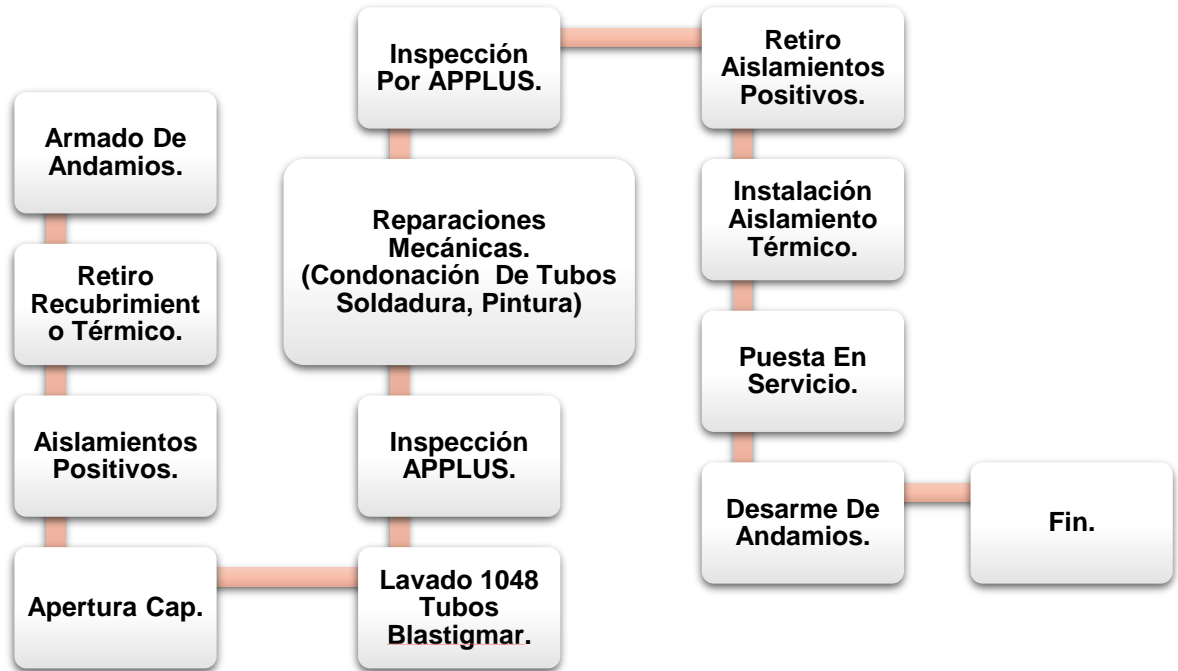 Armado De
Andamios.
Retiro
Recubrimient
o Térmico.
Aislamientos
Positivos.
Apertura Cap.
Lavado 1048
Tubos
Blastigmar.
Inspección
APPLUS.
Reparaciones
Mecánicas.
(Condonación De Tubos
Soldadura, Pintura)
Inspección
Por APPLUS.
Retiro
Aislamientos
Positivos.
Instalación
Aislamiento
Térmico.
Puesta En
Servicio.
Desarme De
Andamios.
Fin.